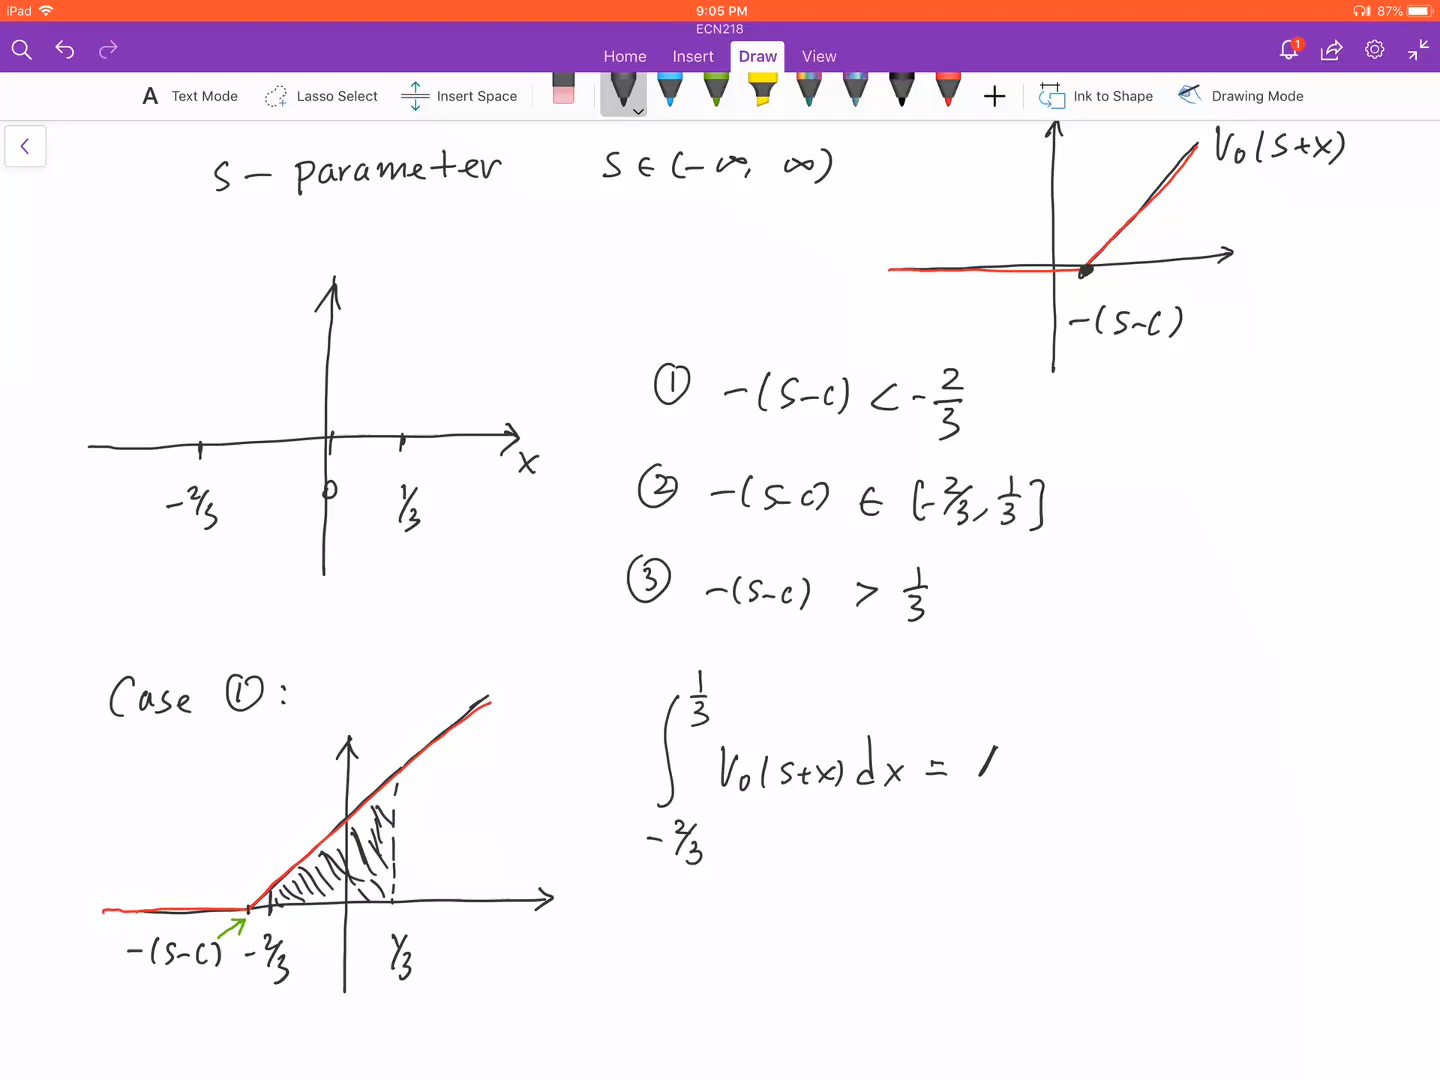 iPad 9:05 PM 87%
ECN218
Home Insert Draw View 1
A Text Mode Lasso Select Insert Space Ink to Shape Drawing Mode
S - parameter S ∈ (-∞, ∞)
V₀(S+x)
-(S-C)
① -(S-C) < -2/3
② -(S-C) ∈ [-2/3, 1/3]
③ -(S-C) > 1/3
x
-2/3 0 1/3
Case ①:
∫_{-2/3}^{1/3} V₀(S+x) dx =
-(S-C) -2/3 1/3